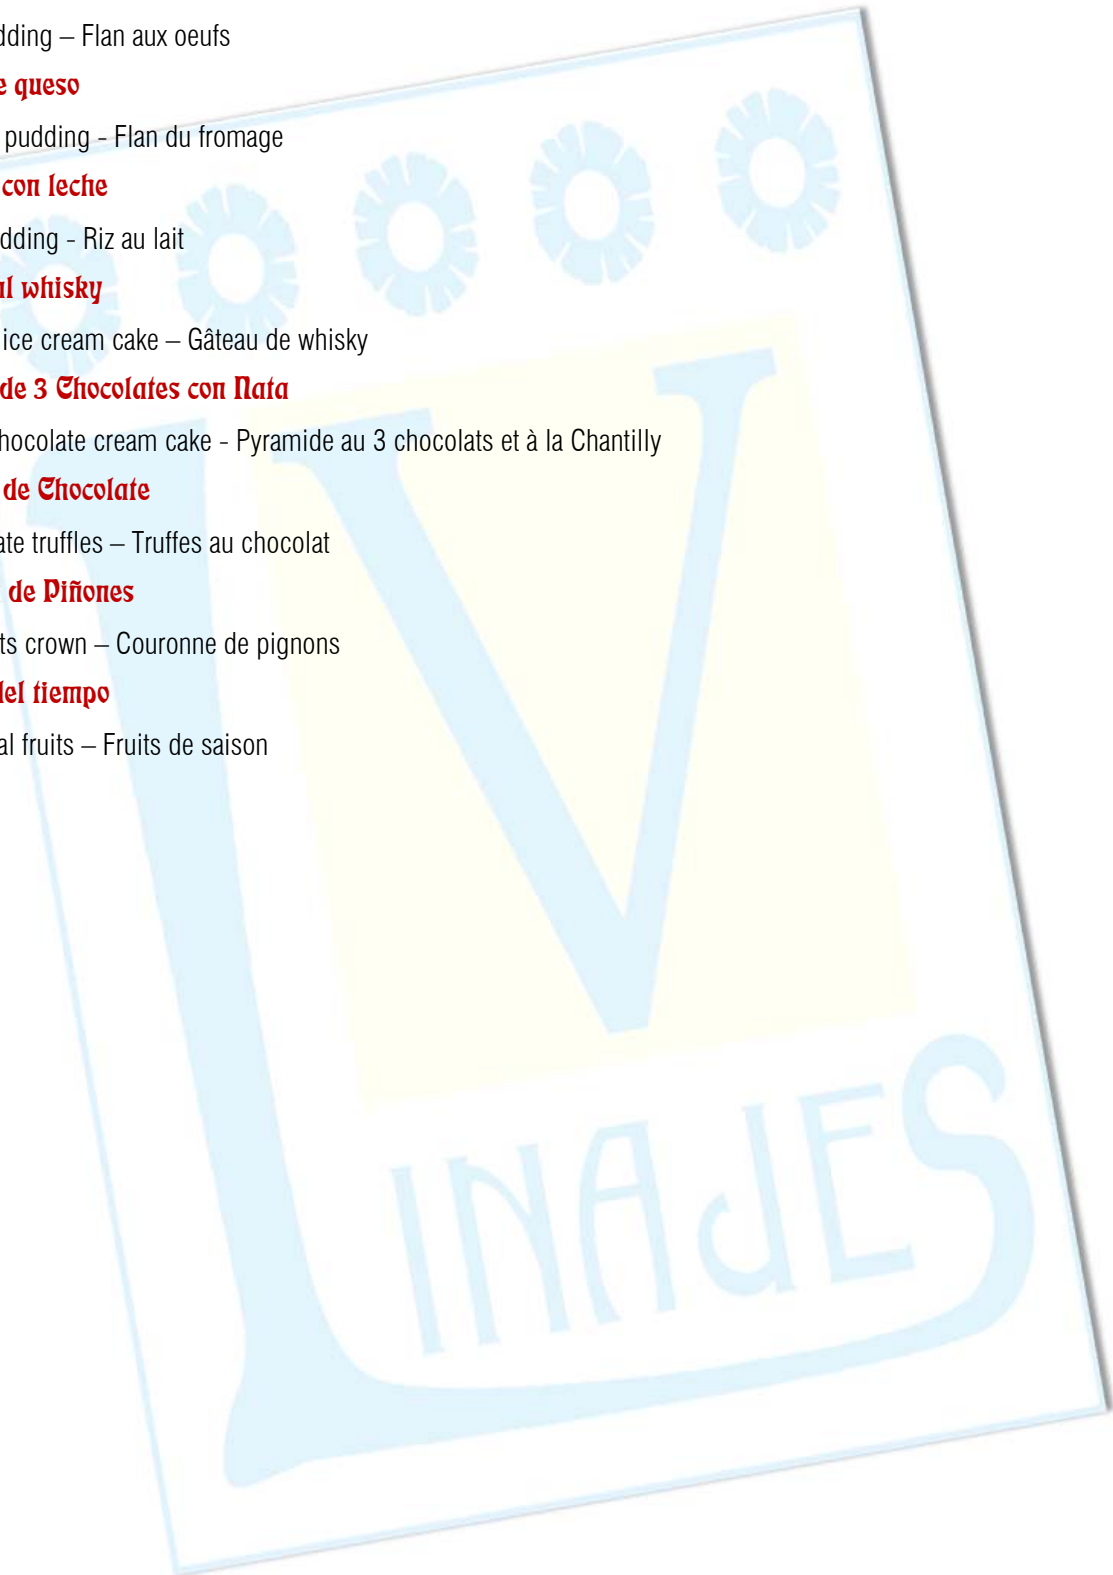 dding – Flan aux oeufs
e queso
pudding - Flan du fromage
con leche
dding - Riz au lait
al whisky
ice cream cake – Gâteau de whisky
de 3 Chocolates con Nata
hocolate cream cake - Pyramide au 3 chocolats et à la Chantilly
de Chocolate
ate truffles – Truffes au chocolat
de Piñones
ts crown – Couronne de pignons
del tiempo
al fruits – Fruits de saison
V
LINAJES